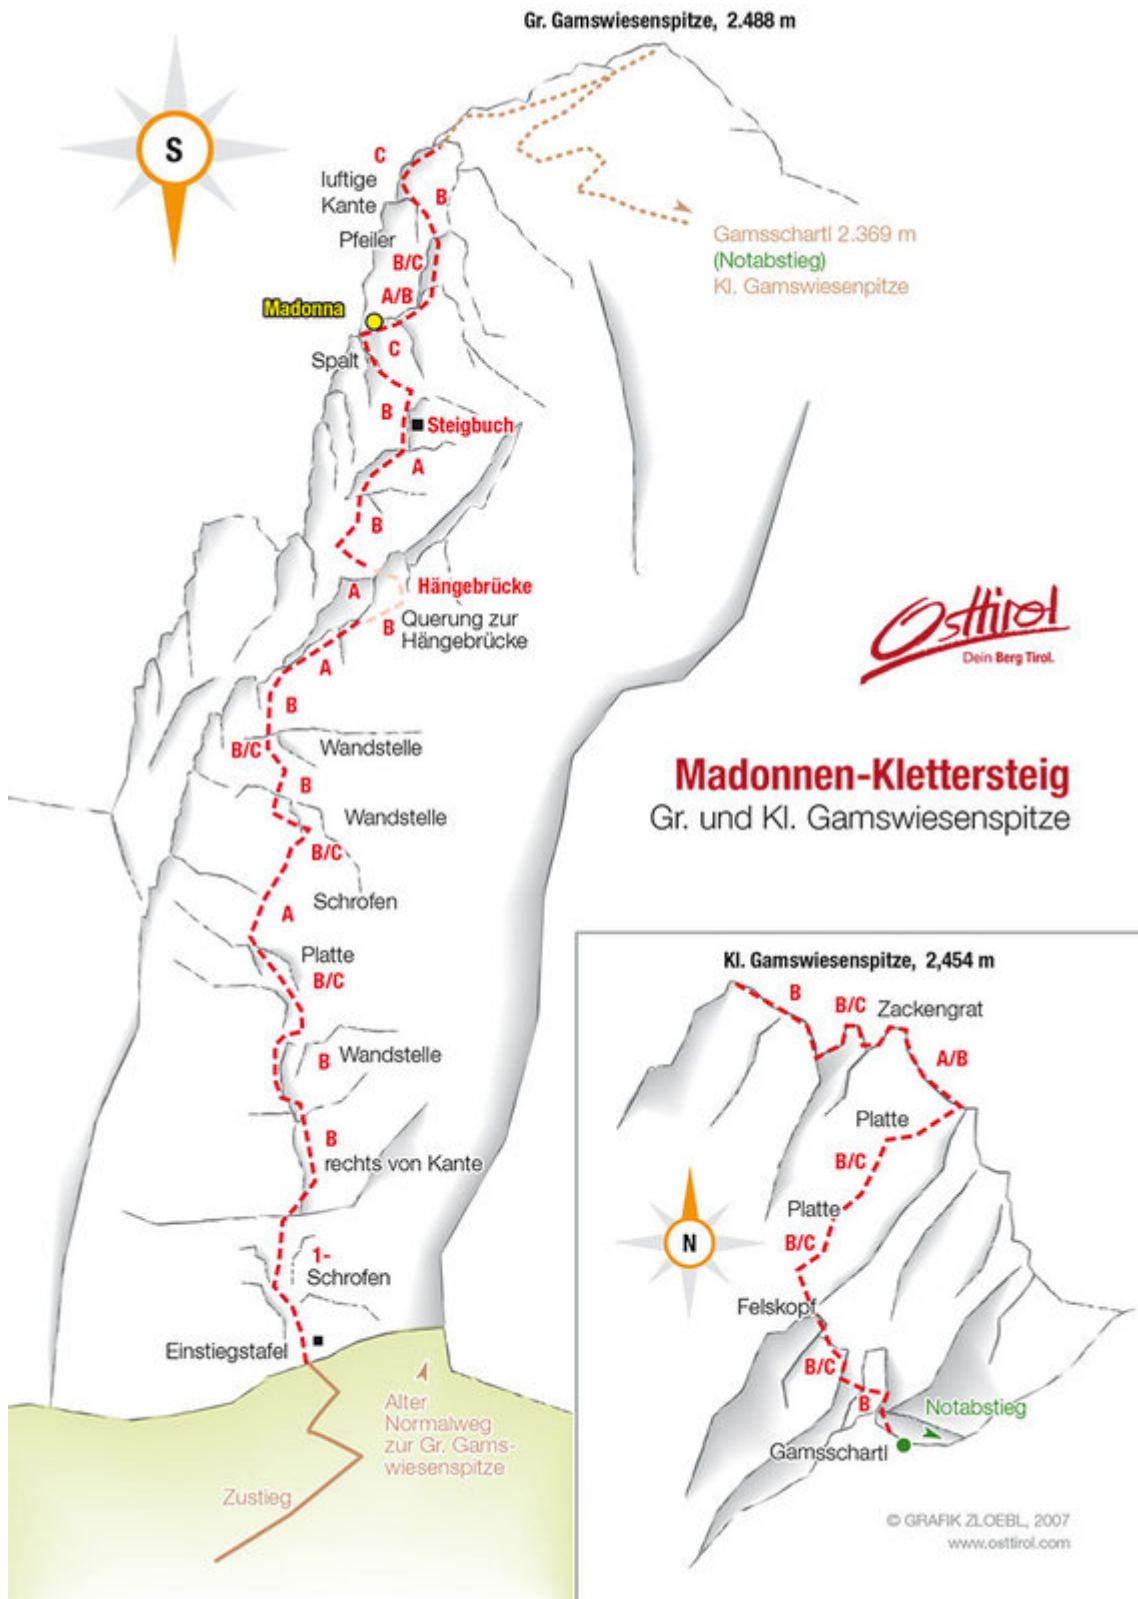 Gr. Gamswiesenspitze, 2.488 m
S
C
luftige
Kante
B
Pfeiler
B/C
Gamsschartl 2.369 m
(Notabstieg)
Kl. Gamswiesenpitze
A/B
Madonna
C
Spalt
B
Steigbuch
A
B
Hängebrücke
A
B
Querung zur
Hängebrücke
A
B
B/C
Wandstelle
B
Wandstelle
B/C
Schrofen
A
Platte
B/C
B
Wandstelle
B
rechts von Kante
1-
Schrofen
Einstiegstafel
Alter
Normalweg
zur Gr. Gams-
wiesenspitze
Zustieg
Osttirol
Dein Berg Tirol.
Madonnen-Klettersteig
Gr. und Kl. Gamswiesenspitze
Kl. Gamswiesenspitze, 2,454 m
B
B/C
Zackengrat
A/B
Platte
B/C
Platte
B/C
N
Felskopf
B/C
B
Notabstieg
Gamsschartl
© GRAFIK ZLOEBL, 2007
www.osttirol.com